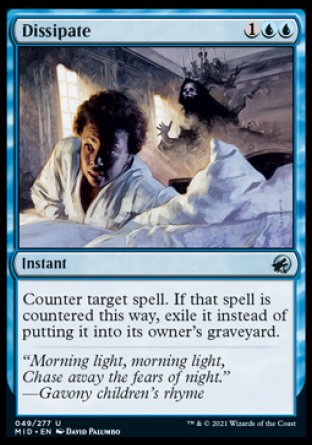 Dissipate 1
Instant
Counter target spell. If that spell is
countered this way, exile it instead of
putting it into its owner's graveyard.
“Morning light, morning light,
Chase away the fears of night.”
—Gavony children's rhyme
049/277 U
MID • EN DAVID PALUMBO
™ & © 2021 Wizards of the Coast